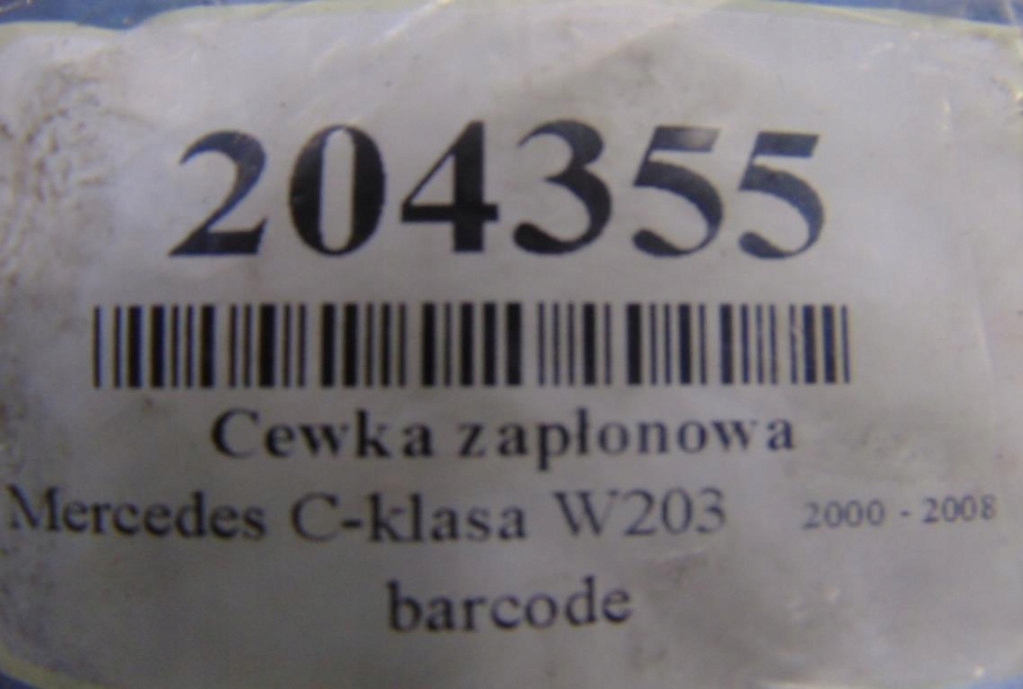 204355
Cewka zapłonowa
Mercedes C-klasa W203 2000 - 2008
barcode